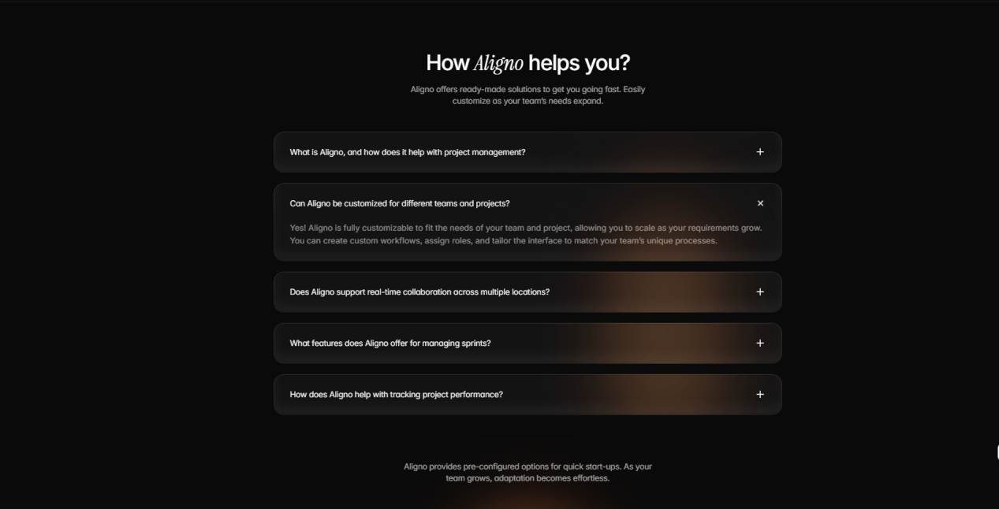 How Aligno helps you?
Aligno offers ready-made solutions to get you going fast. Easily
customize as your team's needs expand.
What is Aligno, and how does it help with project management?
Can Aligno be customized for different teams and projects?
Yes! Aligno is fully customizable to fit the needs of your team and project, allowing you to scale as your requirements grow.
You can create custom workflows, assign roles, and tailor the interface to match your team's unique processes.
Does Aligno support real-time collaboration across multiple locations?
What features does Aligno offer for managing sprints?
How does Aligno help with tracking project performance?
Aligno provides pre-configured options for quick start-ups. As your
team grows, adaptation becomes effortless.